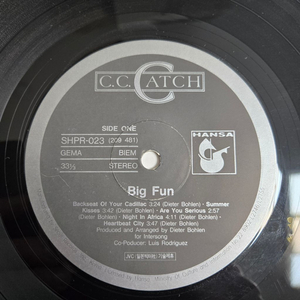 C.C. CATCH
SIDE ONE
SHPR-023 (209 461)
GEMA BIEM
33⅓ STEREO
HANSA
Big Fun
Backseat Of Your Cadillac 3:24 (Dieter Bohlen) · Summer
Kisses 3:47 (Dieter Bohlen) · Are You Serious 2:57
(Dieter Bohlen) · Night In Africa 4:11 (Dieter Bohlen) ·
Heartbeat City 3:47 (Dieter Bohlen)
Produced and Arranged by Dieter Bohlen
for Intersong
Co-Poducer: Luis Rodriguez